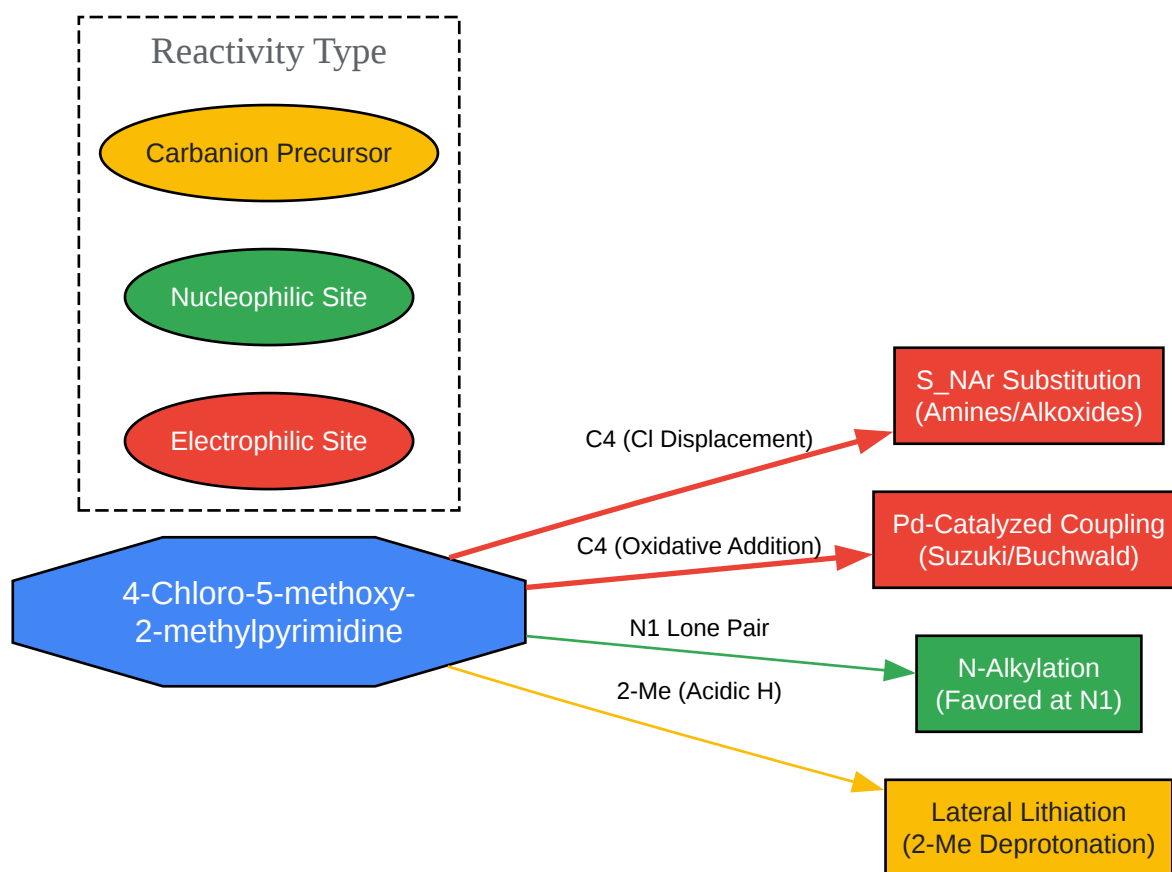 Reactivity Type
Carbanion Precursor
Nucleophilic Site
Electrophilic Site
4-Chloro-5-methoxy-
2-methylpyrimidine
C4 (Cl Displacement)
C4 (Oxidative Addition)
N1 Lone Pair
2-Me (Acidic H)
S_NAr Substitution
(Amines/Alkoxides)
Pd-Catalyzed Coupling
(Suzuki/Buchwald)
N-Alkylation
(Favored at N1)
Lateral Lithiation
(2-Me Deprotonation)